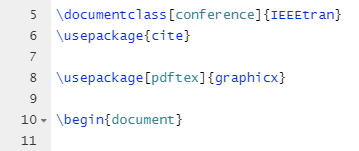 5 \documentclass[conference]{IEEEtran}
6 \usepackage{cite}
7
8 \usepackage[pdftex]{graphicx}
9
10 \begin{document}
11